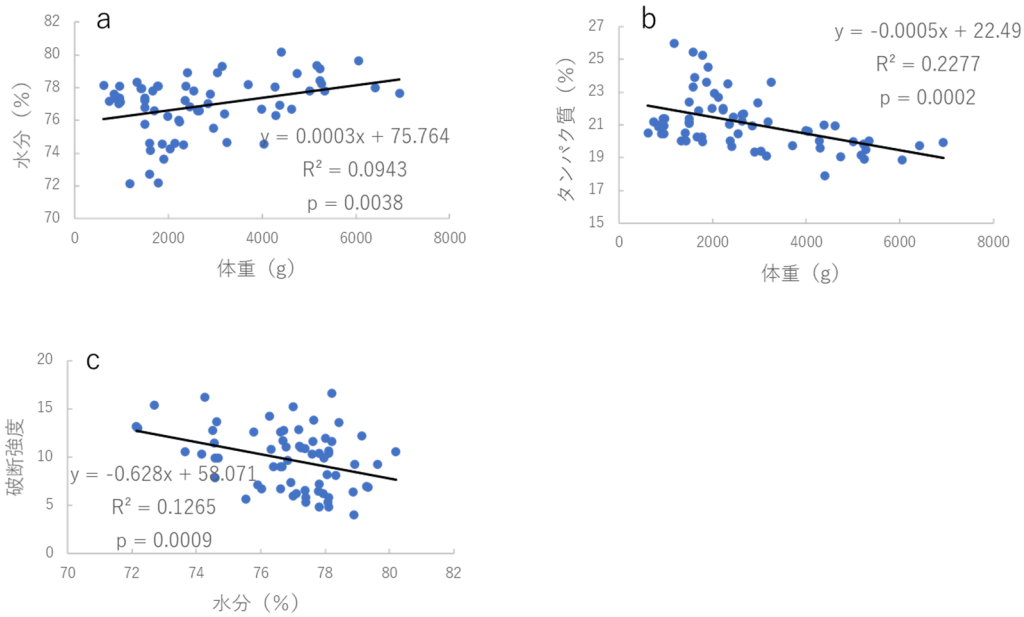 a
82
80
78
76
74
72
70
水分（%）
y = 0.0003x + 75.764
R² = 0.0943
p = 0.0038
0 2000 4000 6000 8000
体重（g）
b
27
25
23
21
19
17
15
タンパク質（%）
y = -0.0005x + 22.49
R² = 0.2277
p = 0.0002
0 2000 4000 6000 8000
体重（g）
c
20
15
10
5
0
破断強度
y = -0.628x + 58.071
R² = 0.1265
p = 0.0009
70 72 74 76 78 80 82
水分（%）